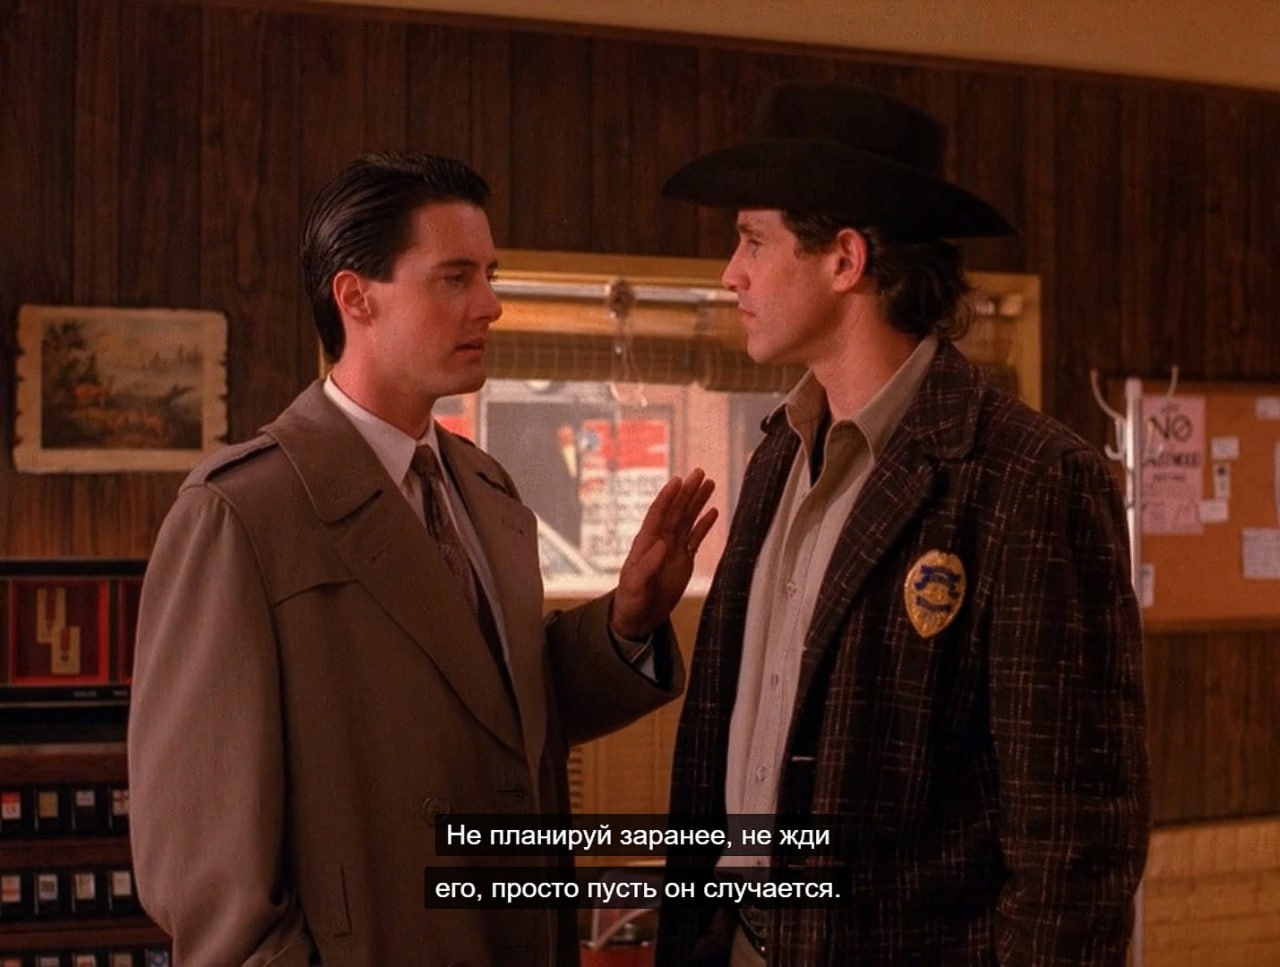 NO
Не планируй заранее, не жди
его, просто пусть он случается.